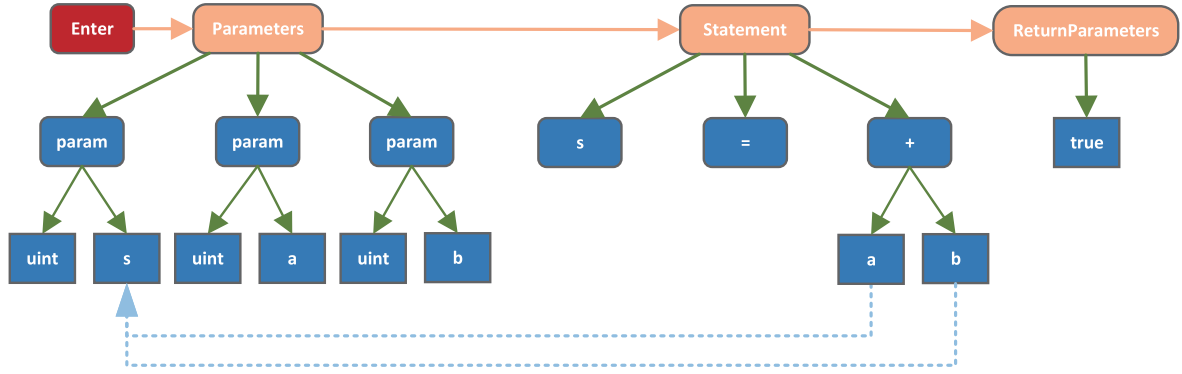 Enter
Parameters
Statement
ReturnParameters
param
param
param
s
=
+
true
uint
s
uint
a
uint
b
a
b